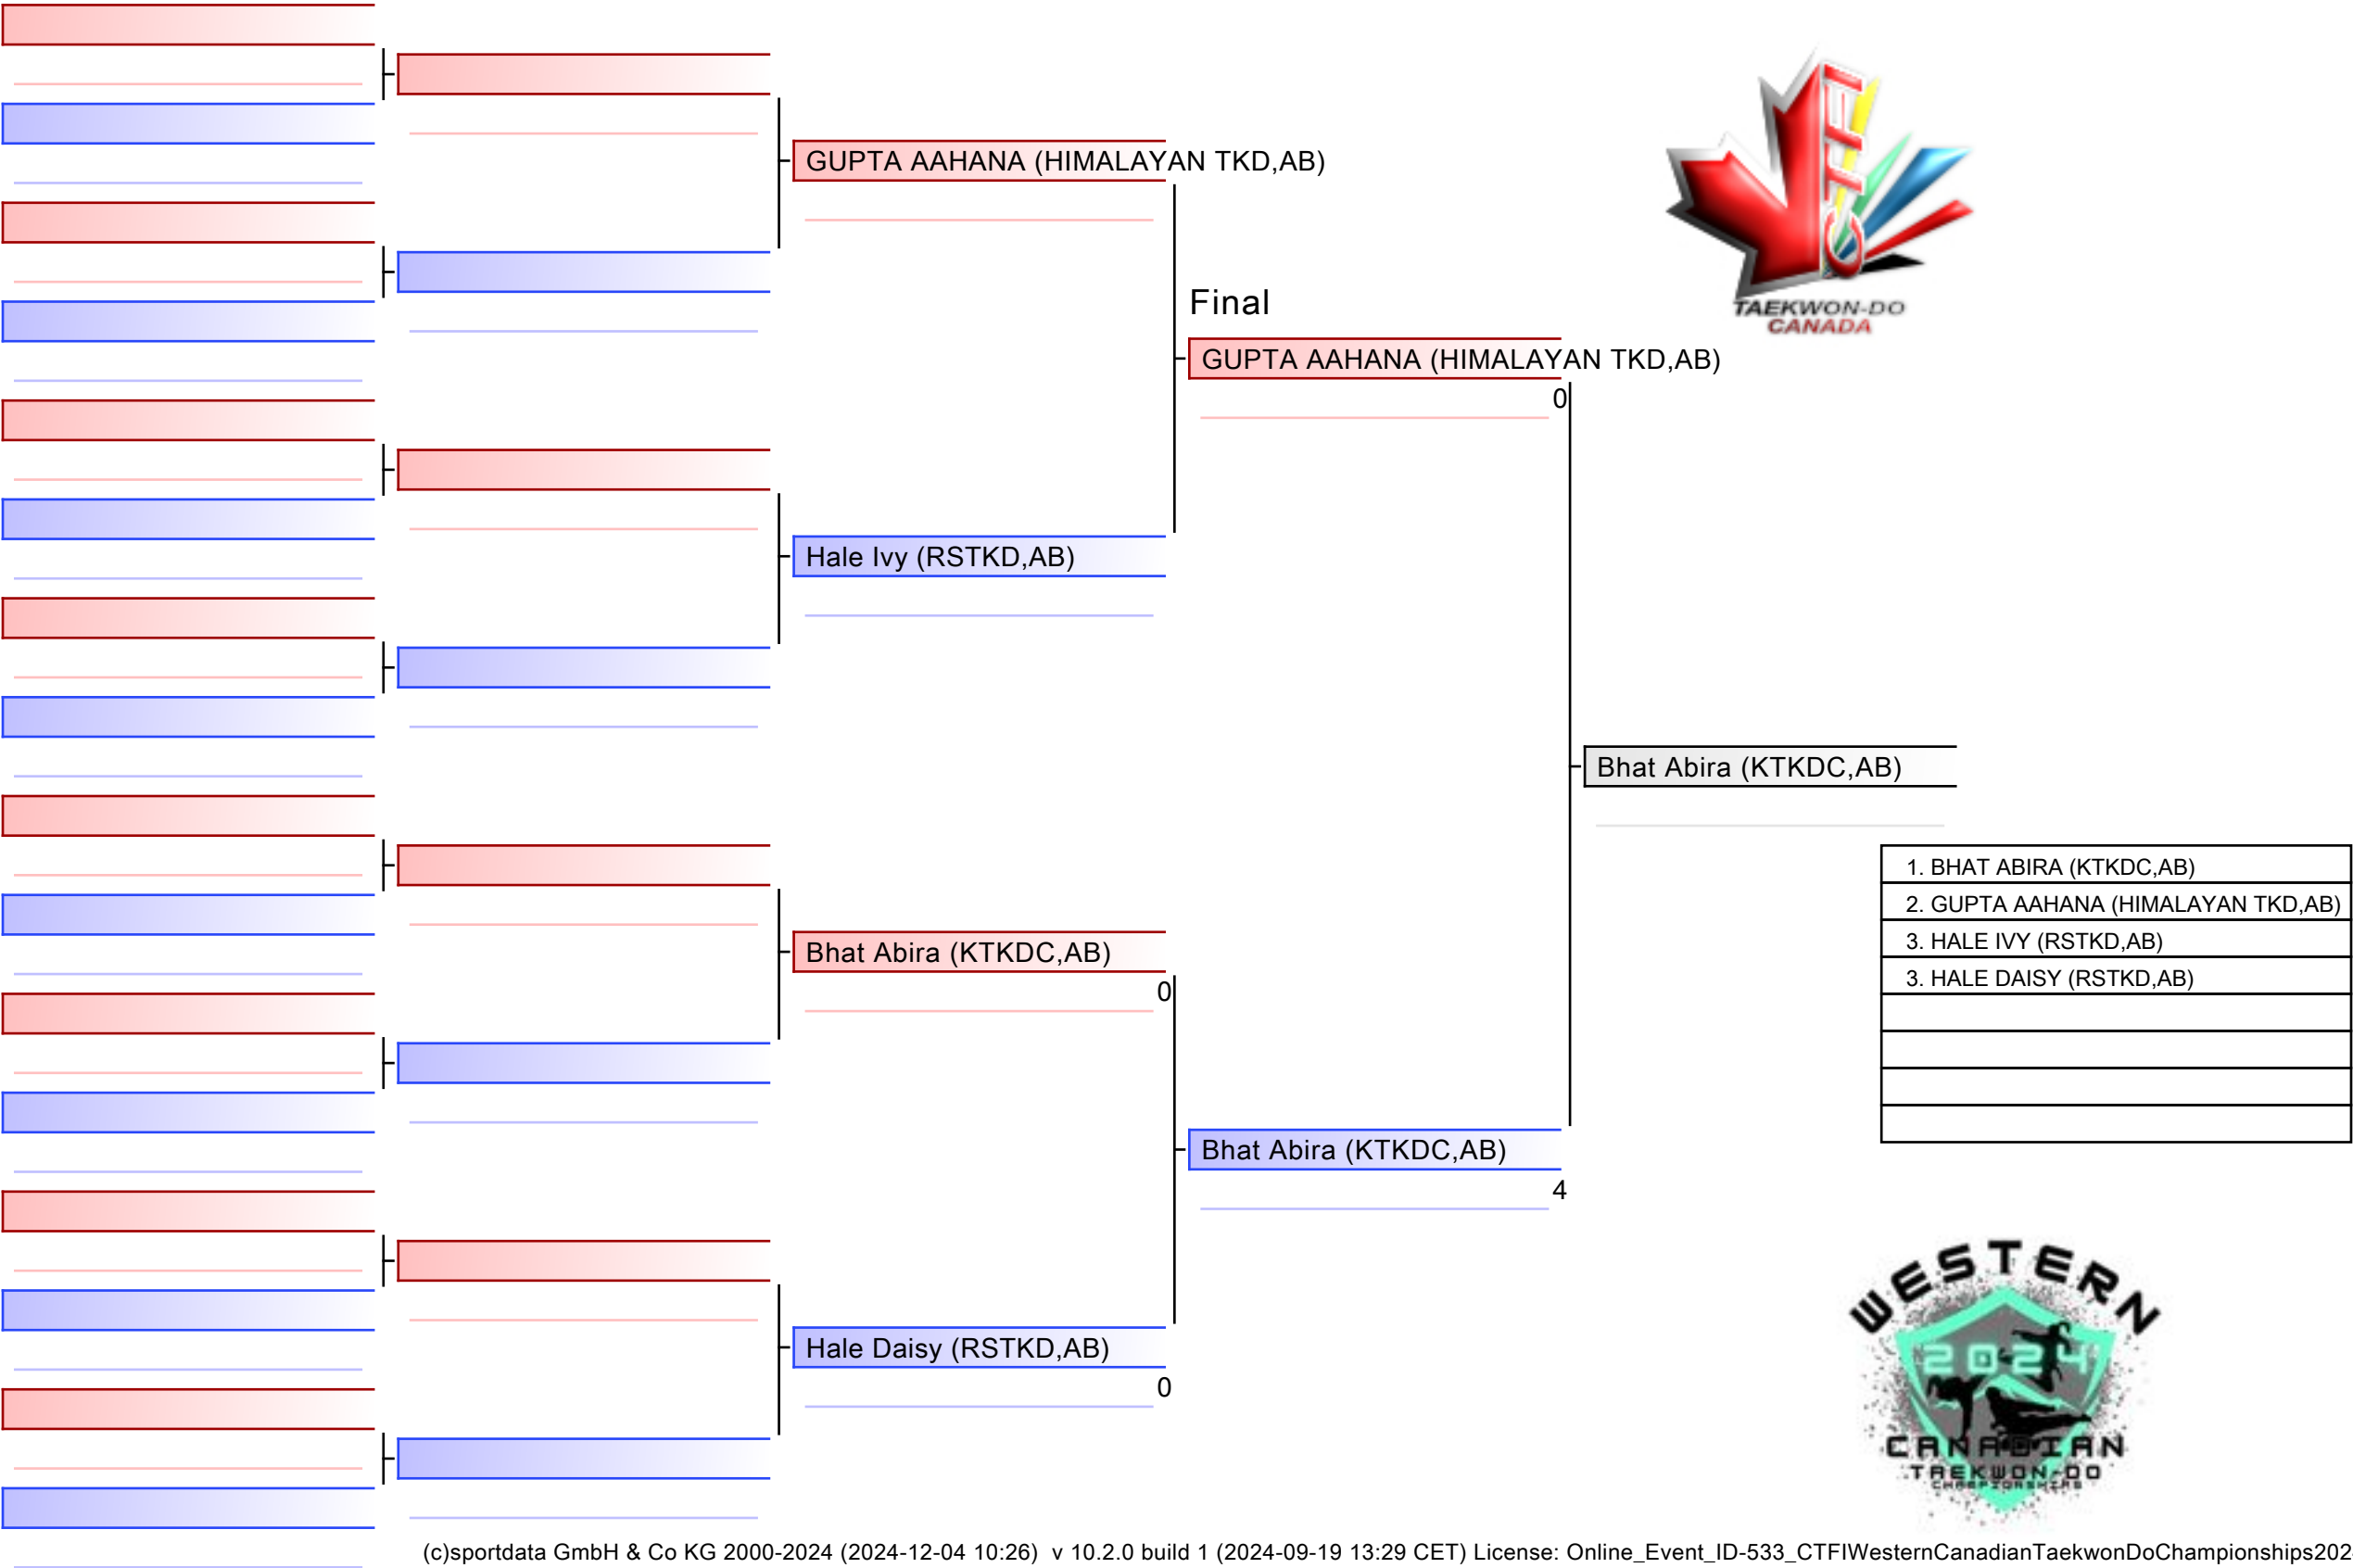 GUPTA AAHANA (HIMALAYAN TKD,AB)
CTFI
TAEKWON-DO
CANADA
Final
GUPTA AAHANA (HIMALAYAN TKD,AB)
0
Hale Ivy (RSTKD,AB)
Bhat Abira (KTKDC,AB)
1. BHAT ABIRA (KTKDC,AB)
2. GUPTA AAHANA (HIMALAYAN TKD,AB)
3. HALE IVY (RSTKD,AB)
3. HALE DAISY (RSTKD,AB)
Bhat Abira (KTKDC,AB)
0
Bhat Abira (KTKDC,AB)
4
Hale Daisy (RSTKD,AB)
0
WESTERN
2024
CANADIAN
TAEKWON-DO
CHAMPIONSHIPS
(c)sportdata GmbH & Co KG 2000-2024 (2024-12-04 10:26) v 10.2.0 build 1 (2024-09-19 13:29 CET) License: Online_Event_ID-533_CTFIWesternCanadianTaekwonDoChampionships202